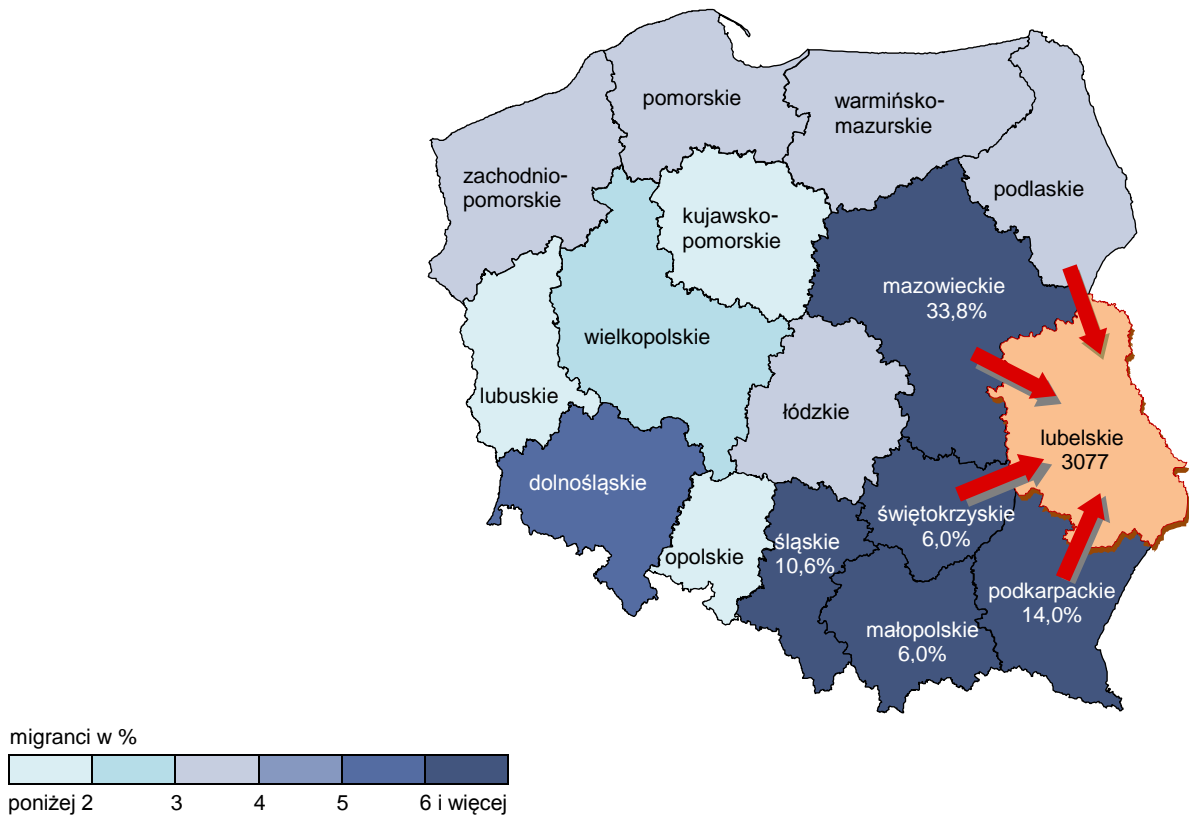 pomorskie
warmińsko-
mazurskie
zachodnio-
pomorskie
podlaskie
kujawsko-
pomorskie
mazowieckie
33,8%
wielkopolskie
lubuskie
łódzkie
lubelskie
3077
dolnośląskie
świętokrzyskie
6,0%
opolskie
śląskie
10,6%
podkarpackie
14,0%
małopolskie
6,0%
migranci w %
poniżej 2 3 4 5 6 i więcej